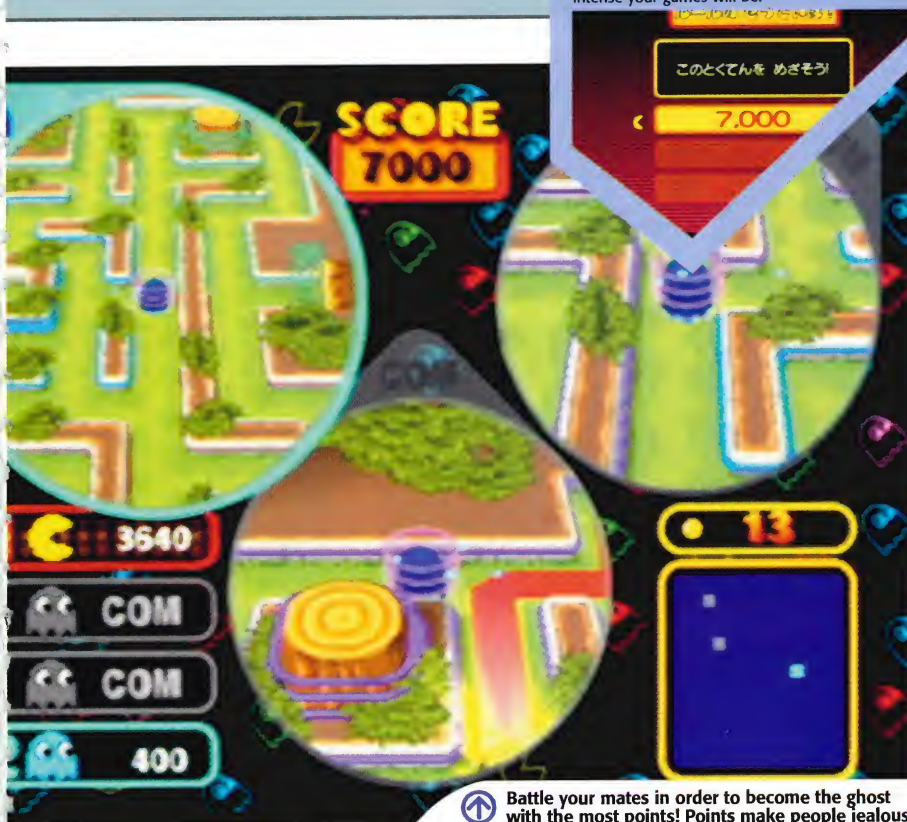 intense your games will be.
このとくてんを めざそう!
7,000
SCORE
7000
COM
3640
COM
COM
400
13
Battle your mates in order to become the ghost
with the most points! Points make people jealous